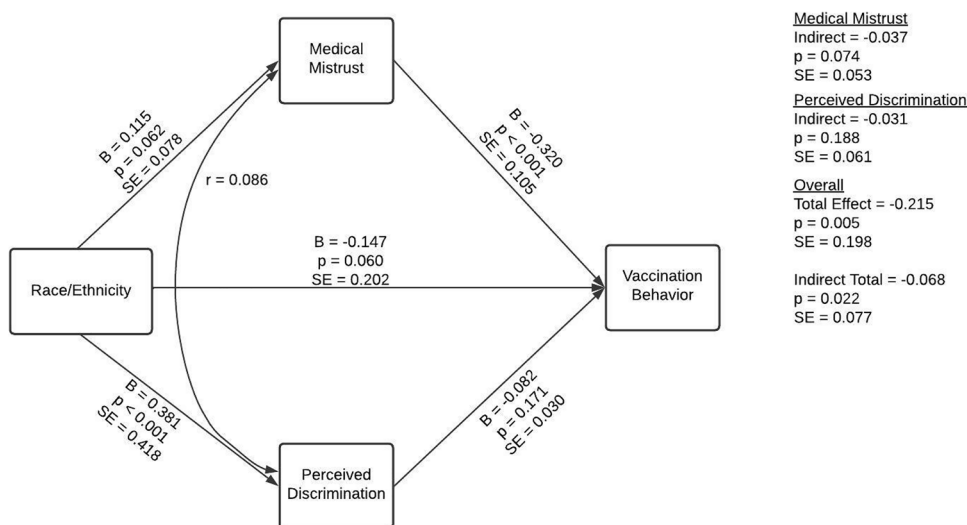 Medical
Mistrust
B = 0.115
p = 0.062
SE = 0.078
B = -0.320
p < 0.001
SE = 0.105
r = 0.086
Race/Ethnicity
B = -0.147
p = 0.060
SE = 0.202
Vaccination
Behavior
B = 0.381
p < 0.001
SE = 0.418
B = -0.082
p = 0.171
SE = 0.030
Perceived
Discrimination
Medical Mistrust
Indirect = -0.037
p = 0.074
SE = 0.053
Perceived Discrimination
Indirect = -0.031
p = 0.188
SE = 0.061
Overall
Total Effect = -0.215
p = 0.005
SE = 0.198
Indirect Total = -0.068
p = 0.022
SE = 0.077